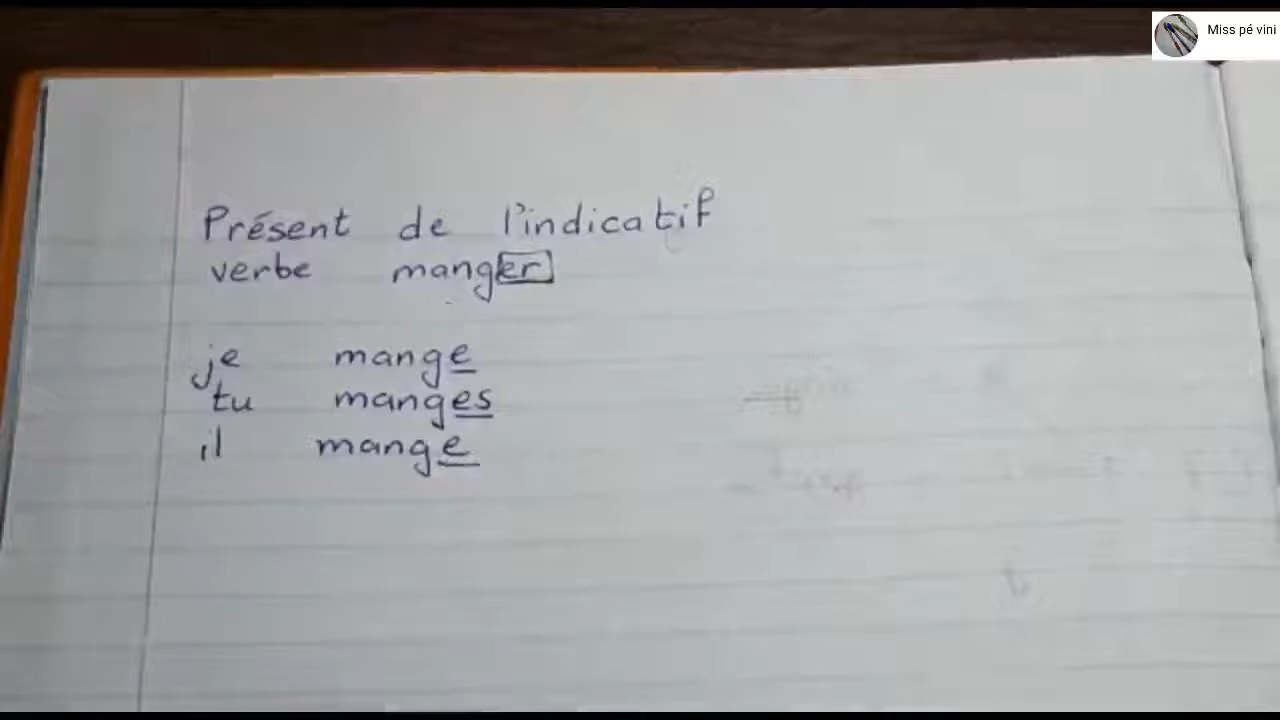 Miss pé vini
Présent de l'indicatif
verbe manger
je mange
tu manges
il mange